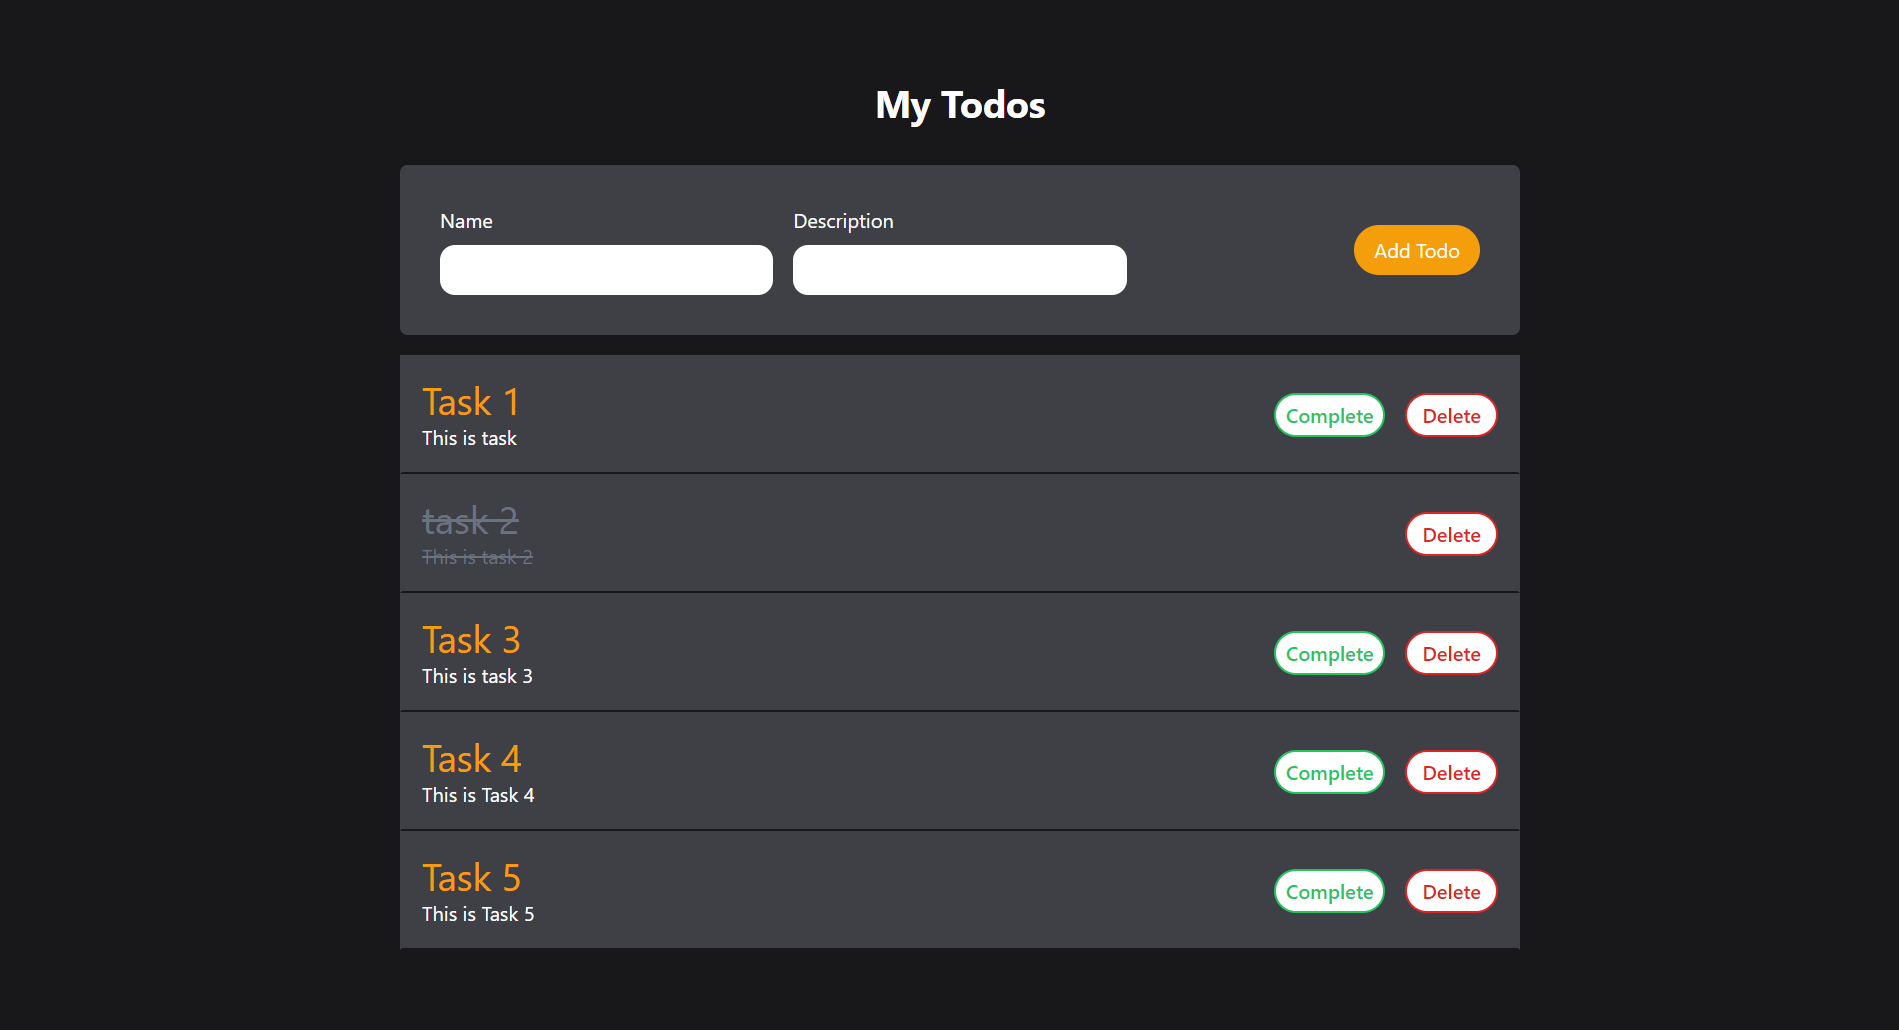 My Todos
Name
Description
Add Todo
Task 1
This is task
Complete
Delete
task 2
This is task 2
Delete
Task 3
This is task 3
Complete
Delete
Task 4
This is Task 4
Complete
Delete
Task 5
This is Task 5
Complete
Delete